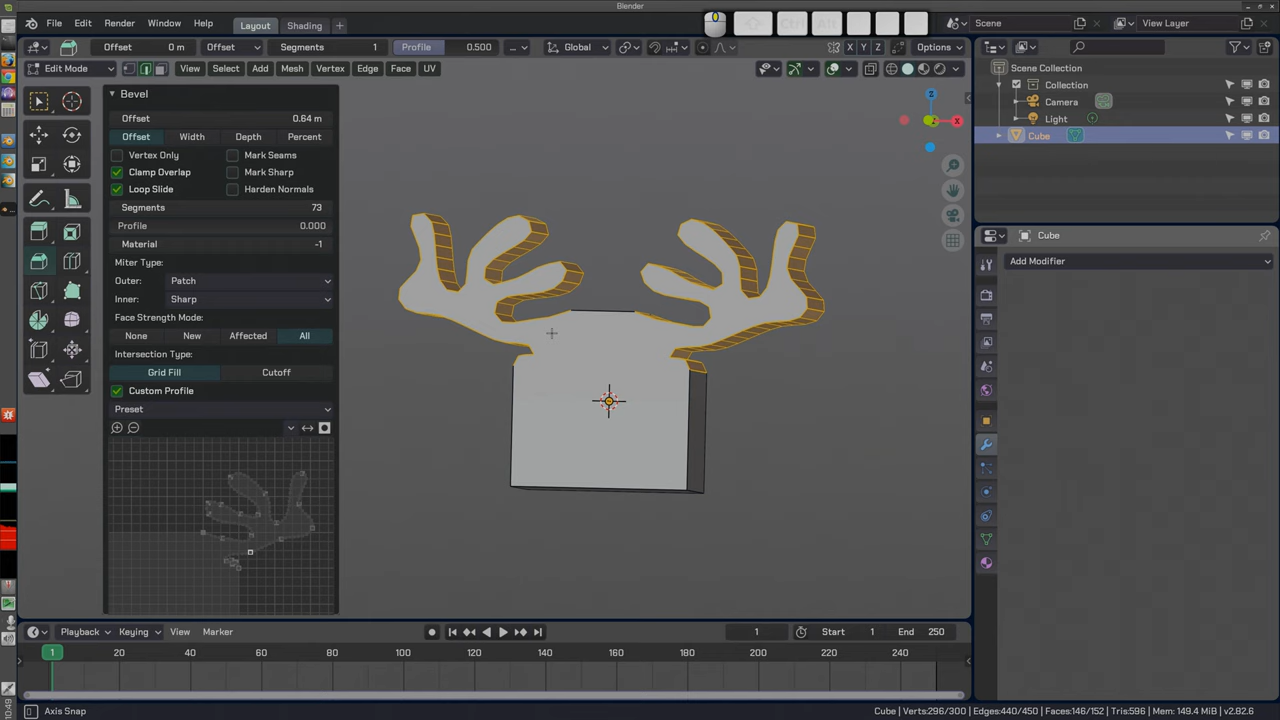 Blender
File Edit Render Window Help Layout Shading + Ctrl Alt Scene View Layer
Offset 0 m Offset Segments 1 Profile 0.500 ... Global X Y Z Options
Edit Mode View Select Add Mesh Vertex Edge Face UV
Scene Collection
Collection
Camera
Light
Cube
Bevel
Offset 0.64 m
Offset Width Depth Percent
Vertex Only Mark Seams
Clamp Overlap Mark Sharp
Loop Slide Harden Normals
Segments 73
Profile 0.000
Material -1
Miter Type:
Outer: Patch
Inner: Sharp
Face Strength Mode:
None New Affected All
Intersection Type:
Grid Fill Cutoff
Custom Profile
Preset
Z
X
Cube
Add Modifier
Playback Keying View Marker 1 Start 1 End 250
1 20 40 60 80 100 120 140 160 180 200 220 240
10:49
Axis Snap Cube | Verts:296/300 | Edges:440/450 | Faces:146/152 | Tris:596 | Mem: 149.4 MiB | v2.82.6